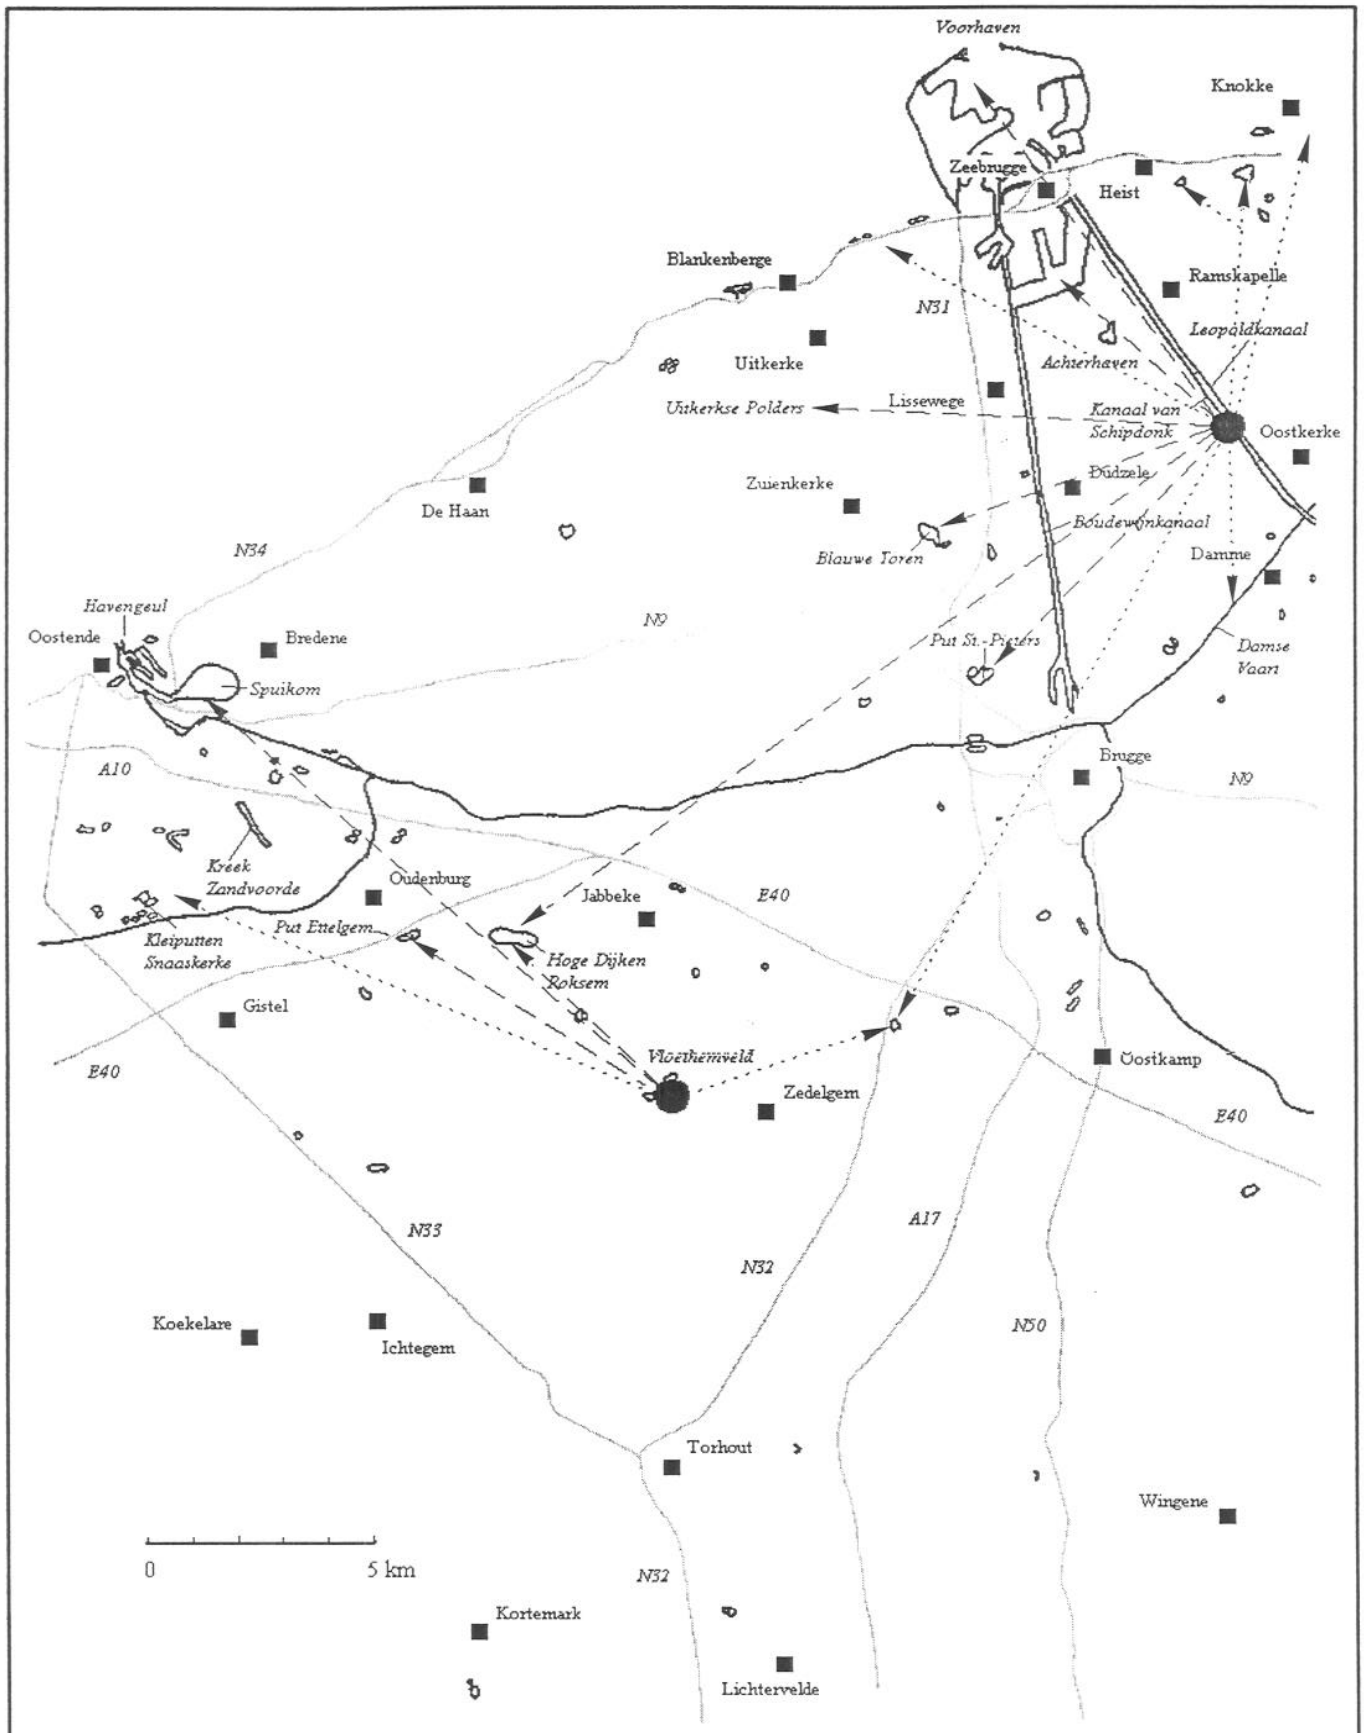 Voorhaven
Knokke
Zeebrugge
Heist
Blankenberge
Ramskapelle
N31
Leopoldkanaal
Uitkerke
Achterhaven
Uitkerkse Polders
Lissewege
Kanaal van
Schipdonk
Oostkerke
Zuienkerke
Dudzele
De Haan
Boudewijnkanaal
N34
Blauwe Toren
Damme
Havengeul
Oostende
Bredene
N9
Put St.-Pieters
Damse
Vaart
Spuikom
A10
Brugge
N9
Kreek
Zandvoorde
Oudenburg
Jabbeke
E40
Put Ettelgem
Kleiputten
Snaaskerke
Hoge Dijken
Roksem
Gistel
Vloethemveld
E40
Oostkamp
Zedelgem
E40
N33
A17
N32
Koekelare
Ichtegem
N50
Torhout
Wingene
0 5 km
N32
Kortemark
Lichtervelde